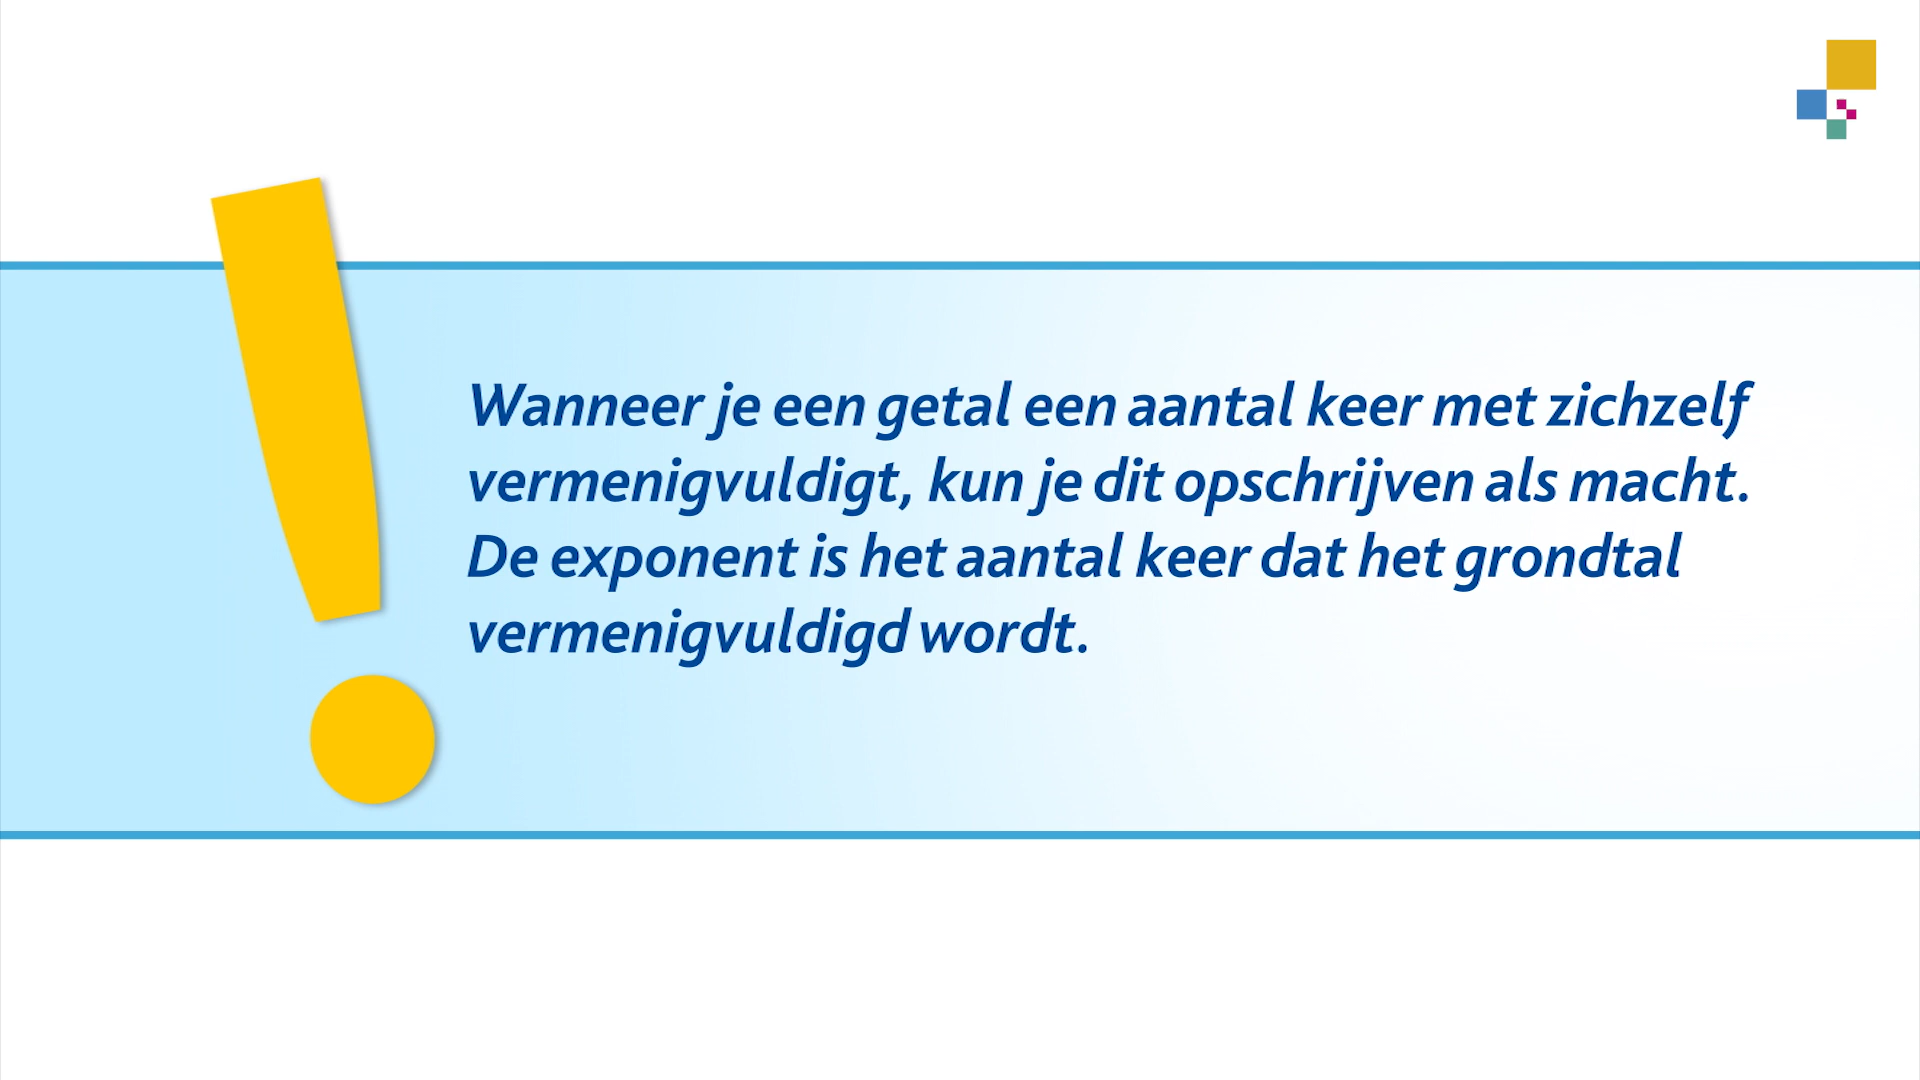 Wanneer je een getal een aantal keer met zichzelf
vermenigvuldigt, kun je dit opschrijven als macht.
De exponent is het aantal keer dat het grondtal
vermenigvuldigd wordt.